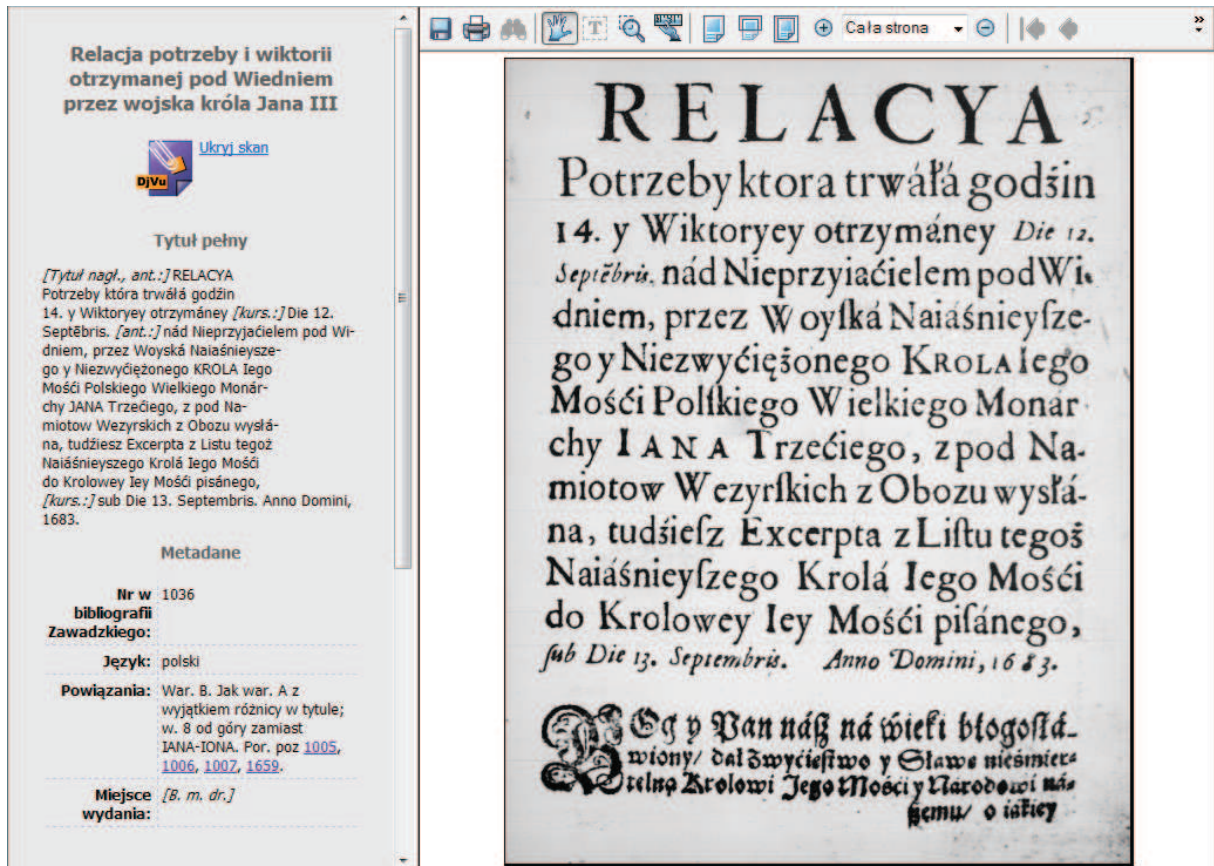 Relacja potrzeby i wiktorii
otrzymanej pod Wiedniem
przez wojska króla Jana III
DjVu
Ukryj skan
Tytuł pełny
[Tytuł nagł., ant.:] RELACYA
Potrzeby która trwáłá godźin
14. y Wiktoryey otrzymáney [kurs.:] Die 12.
Septēbris. [ant.:] nád Nieprzyjaćielem pod Wi-
dniem, przez Woyská Naiaśnieysze-
go y Niezwyćiężonego KROLA Iego
Mośći Polskiego Wielkiego Monár-
chy JANA Trzećiego, z pod Na-
miotow Wezyrskich z Obozu wysłá-
na, tudźiesz Excerpta z Listu tegoż
Naiáśnieyszego Krolá Iego Mośći
do Krolowey Iey Mośći pisánego,
[kurs.:] sub Die 13. Septembris. Anno Domini,
1683.
Metadane
Nr w bibliografii Zawadzkiego: 1036
Język: polski
Powiązania: War. B. Jak war. A z
wyjątkiem różnicy w tytule;
w. 8 od góry zamiast
IANA-IONA. Por. poz 1005,
1006, 1007, 1659.
Miejsce wydania: [B. m. dr.]
Cała strona
RELACYA
Potrzeby ktora trwáłá godźin
14. y Wiktoryey otrzymáney Die 12.
Septēbris. nád Nieprzyiaćielem pod Wi-
dniem, przez Woyſká Naiáśnieyſze-
go y Niezwyćiężonego KROLA Iego
Mośći Polſkiego Wielkiego Monár
chy IANA Trzećiego, z pod Na-
miotow Wezyrſkich z Obozu wysłá-
na, tudźieſz Excerpta z Liſtu tegoż
Naiáśnieyſzego Krolá Iego Mośći
do Krolowey Iey Mośći piſánego,
ſub Die 13. Septembris. Anno Domini, 1683.
BOg y Pan náß ná wieki błogoſłá-
wiony/ dał Zwyćięſtwo y Sławę nieśmier-
telną Krolowi Jego Mośći y Narodowi ná-
ßemu/ o iákiey